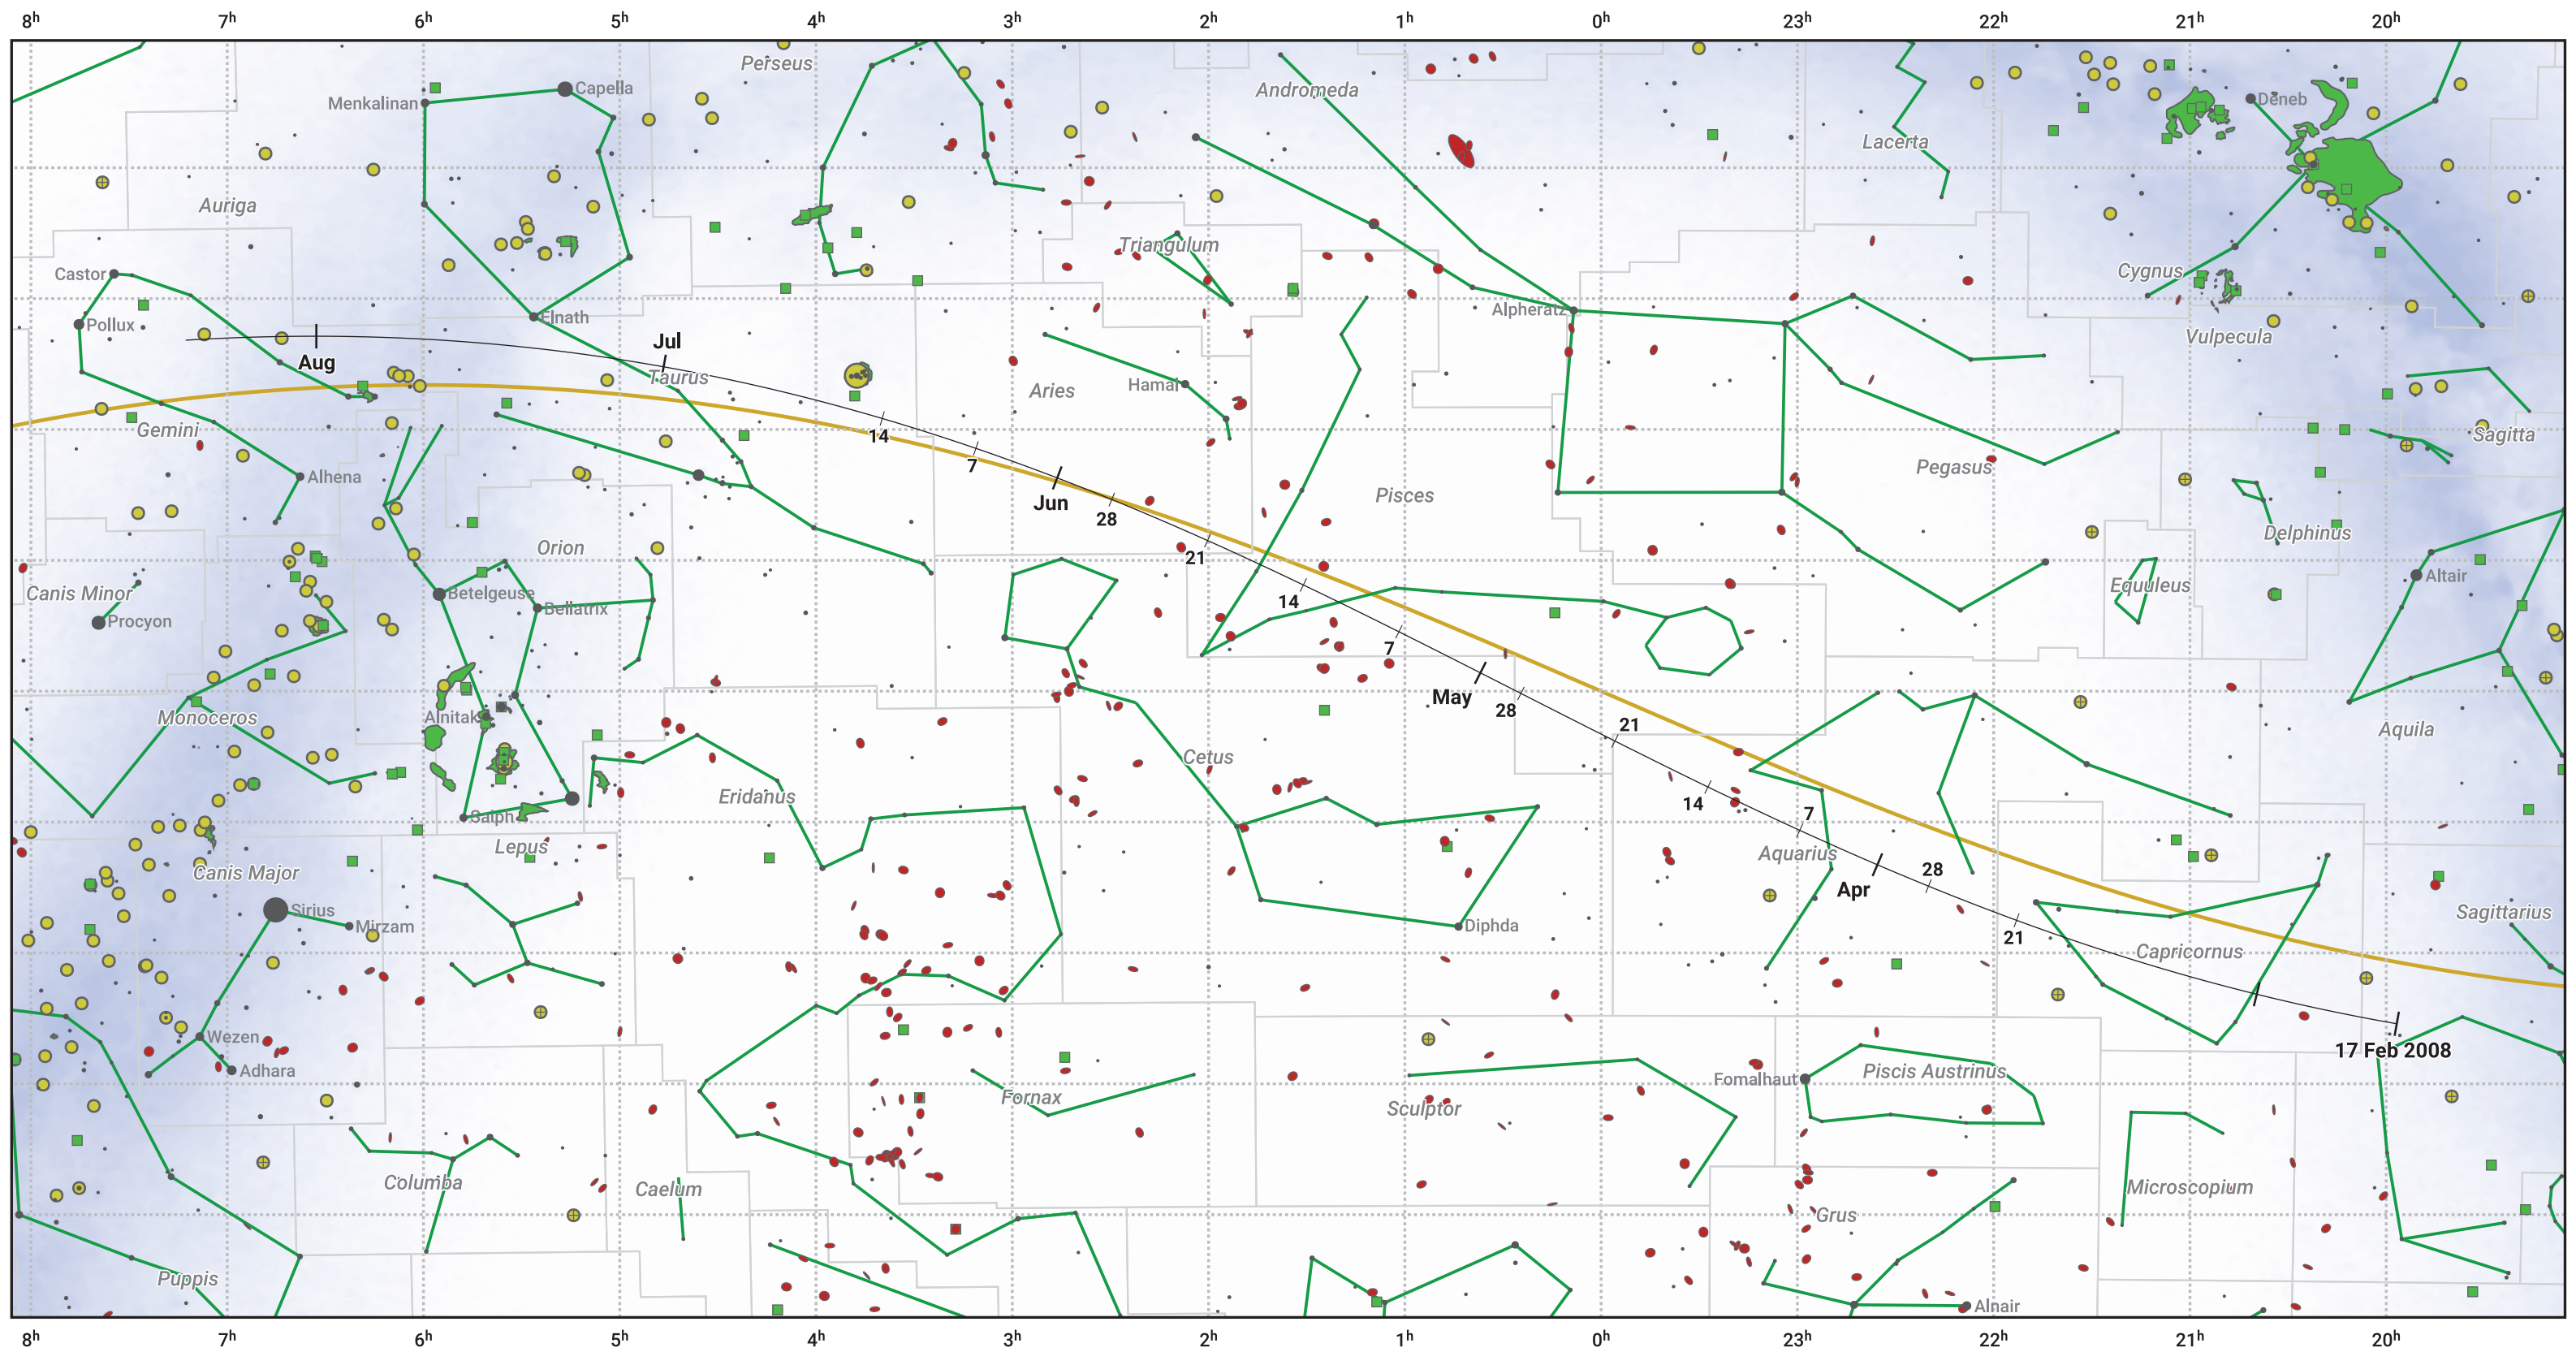 8h 7h 6h 5h 4h 3h 2h 1h 0h 23h 22h 21h 20h
Perseus
Capella
Andromeda
Menkalinan
Deneb
Lacerta
Auriga
Triangulum
Castor
Cygnus
Alpheratz
Elnath
Pollux
Vulpecula
Jul
Aug
Taurus
Hamal
Aries
Gemini
14
Sagitta
7
Pegasus
Alhena
Pisces
Jun
28
Delphinus
Orion
21
Altair
Equuleus
Canis Minor
Betelgeuse
14
Bellatrix
Procyon
7
May
28
Monoceros
Alnitak
21
Aquila
Cetus
Eridanus
14
7
Saiph
Lepus
Aquarius
28
Canis Major
Apr
Sirius
Sagittarius
Mirzam
Diphda
21
Capricornus
Wezen
17 Feb 2008
Adhara
Piscis Austrinus
Fomalhaut
Fornax
Sculptor
Columba
Caelum
Microscopium
Grus
Puppis
Alnair
8h 7h 6h 5h 4h 3h 2h 1h 0h 23h 22h 21h 20h